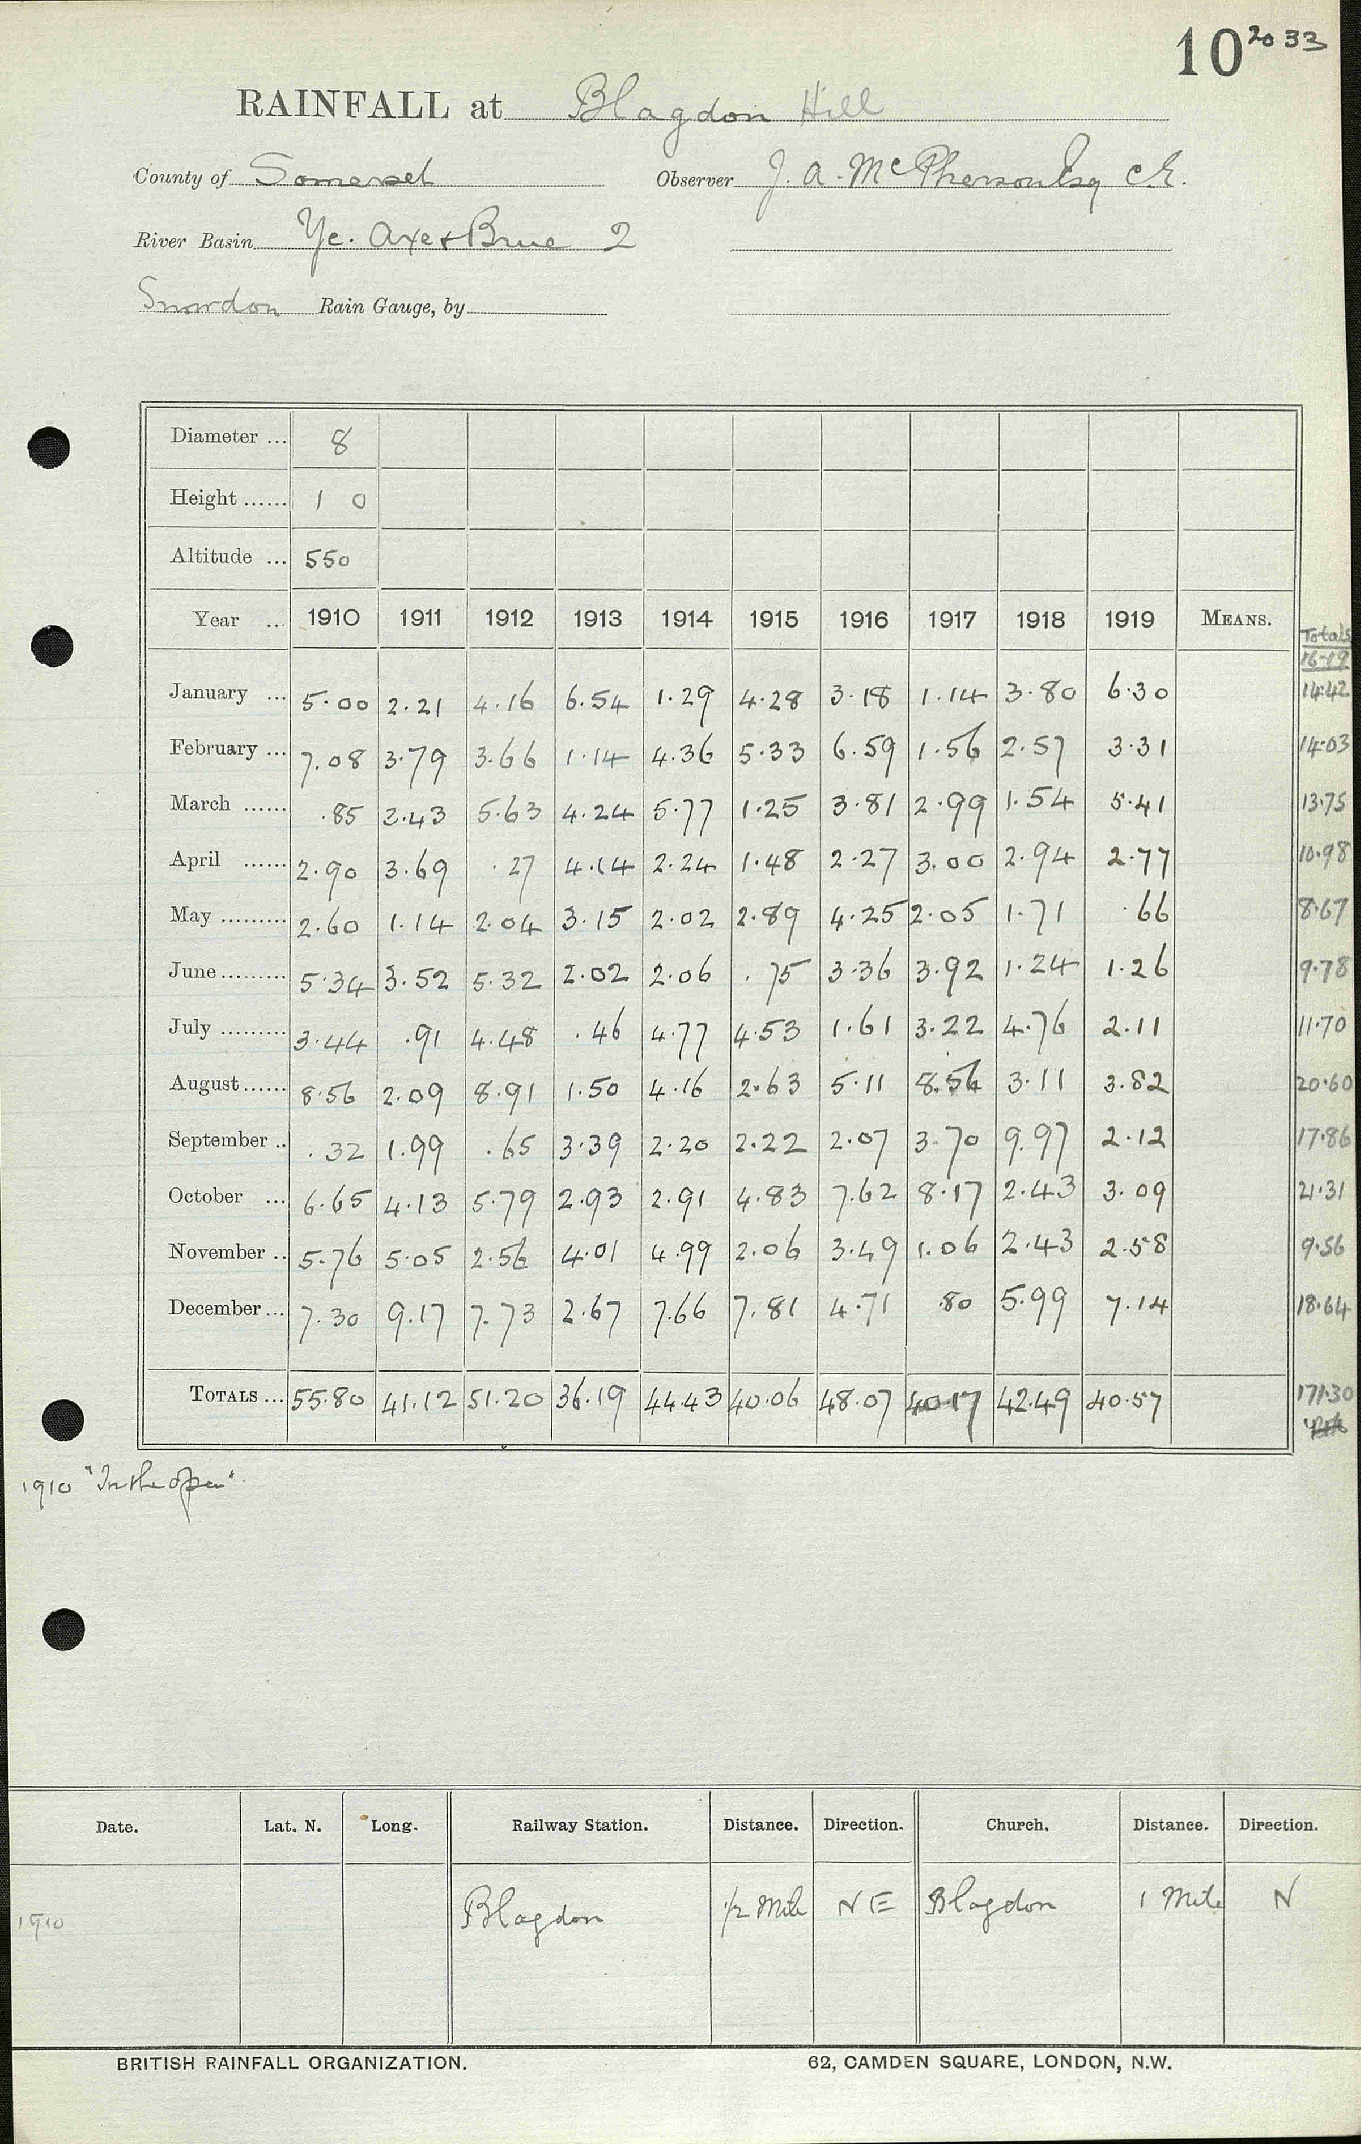 10 20 33
RAINFALL at Blagdon Hill
County of Somerset Observer J. A. McPherson Esq C.E.
River Basin Ye. Axe & Brue 2
Snowdon Rain Gauge, by
Diameter ... 8
Height ...... 1 0
Altitude ... 550
Year ... 1910 1911 1912 1913 1914 1915 1916 1917 1918 1919 MEANS. Totals 16-19
January ... 5.00 2.21 4.16 6.54 1.29 4.28 3.18 1.14 3.80 6.30 14.42
February ... 7.08 3.79 3.66 1.14 4.36 5.33 6.59 1.56 2.57 3.31 14.03
March ...... .85 3.43 5.63 4.24 5.77 1.25 3.81 2.99 1.54 5.41 13.75
April ...... 2.90 3.69 .27 4.14 2.24 1.48 2.27 3.00 2.94 2.77 10.98
May ......... 2.60 1.14 2.04 3.15 2.02 2.89 4.25 2.05 1.71 .66 8.67
June ......... 5.34 3.52 5.32 2.02 2.06 .75 3.36 3.92 1.24 1.26 9.78
July ......... 3.44 .91 4.48 .46 4.77 4.53 1.61 3.22 4.76 2.11 11.70
August ...... 8.56 2.09 8.91 1.50 4.16 2.63 5.11 8.56 3.11 3.82 20.60
September .. .32 1.99 .65 3.39 2.20 2.22 2.07 3.70 9.97 2.12 17.86
October ... 6.65 4.13 5.79 2.93 2.91 4.83 7.62 8.17 2.43 3.09 21.31
November .. 5.76 5.05 2.56 4.01 4.99 2.06 3.49 1.06 2.43 2.58 9.56
December ... 7.30 9.17 7.73 2.67 7.66 7.81 4.71 .80 5.99 7.14 18.64
TOTALS ... 55.80 41.12 51.20 36.19 44.43 40.06 48.07 40.17 42.49 40.57 171.30
1910 "In the open"
Date. Lat. N. Long. Railway Station. Distance. Direction. Church. Distance. Direction.
1910 Blagdon 1/2 Mile NE Blagdon 1 Mile N
BRITISH RAINFALL ORGANIZATION. 62, CAMDEN SQUARE, LONDON, N.W.